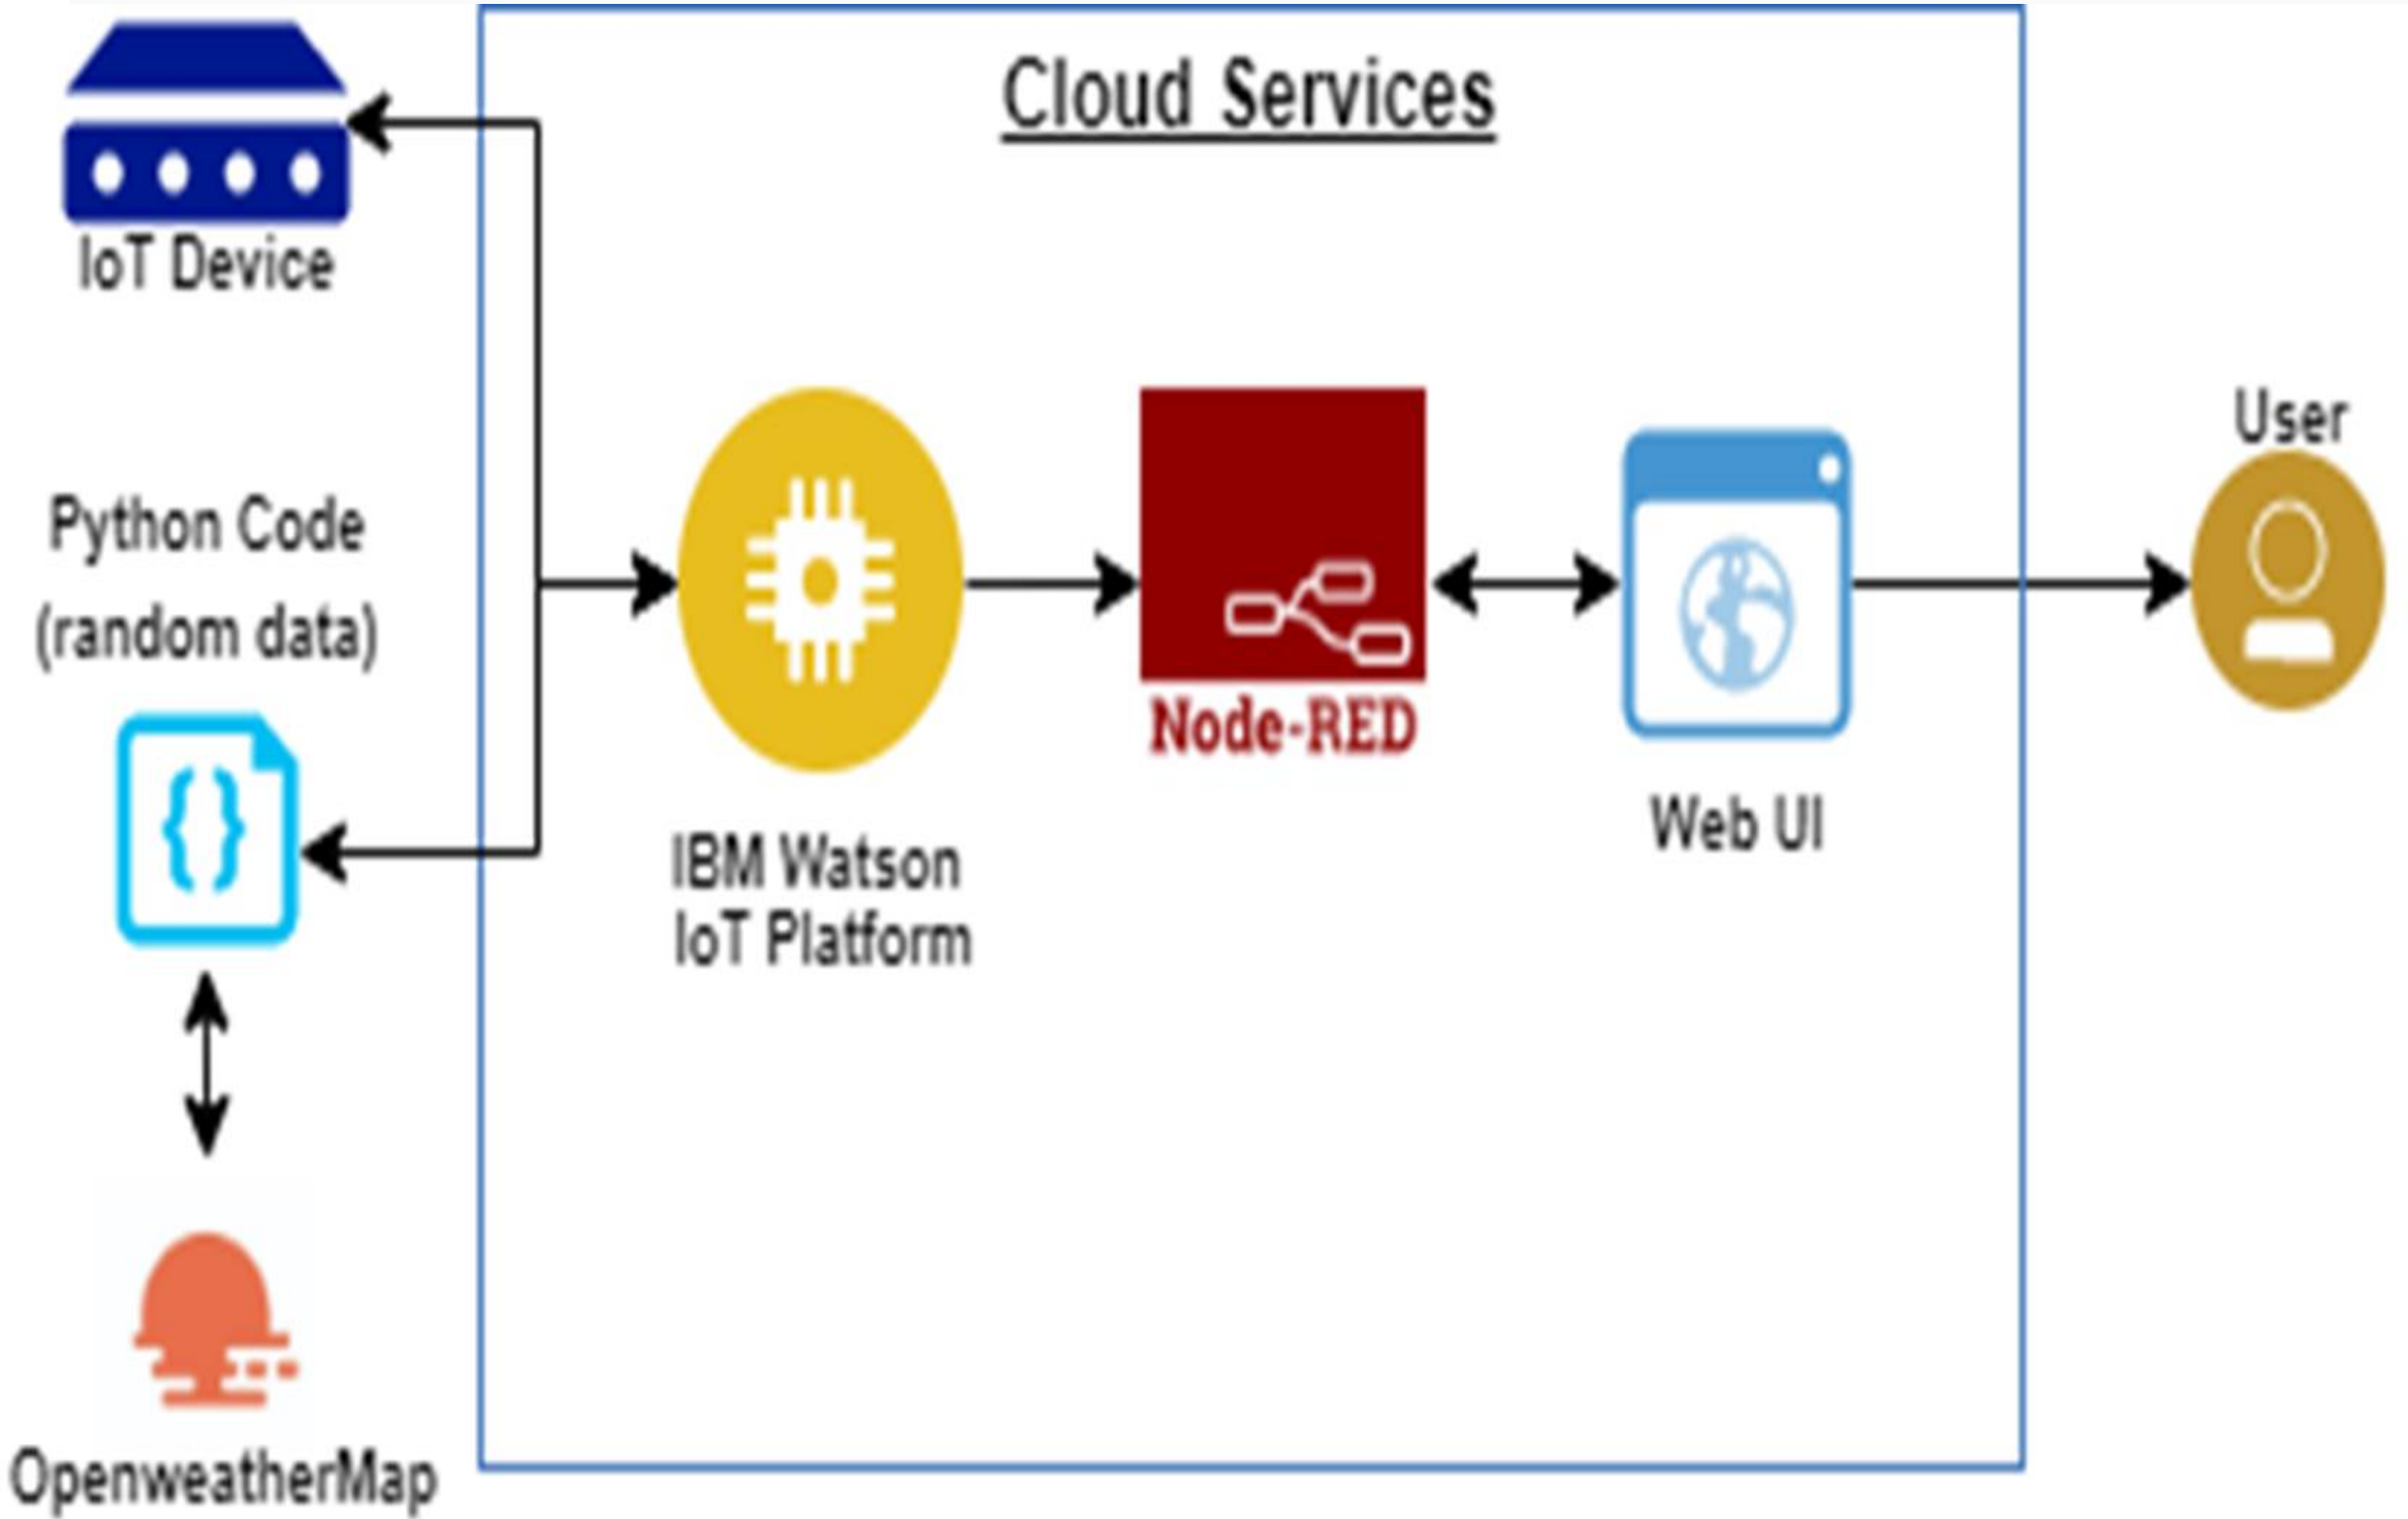 Cloud Services
IoT Device
User
Python Code
(random data)
Node-RED
Web UI
IBM Watson
IoT Platform
OpenweatherMap